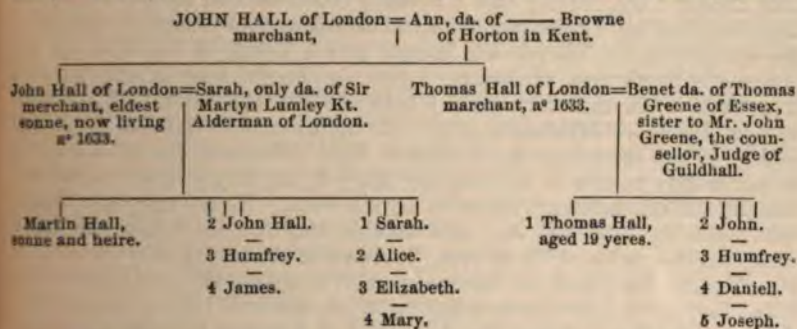 JOHN HALL of London = Ann, da. of —— Browne
marchant, of Horton in Kent.
John Hall of London=Sarah, only da. of Sir
merchant, eldest Martyn Lumley Kt.
sonne, now living Alderman of London.
aº 1633.
Thomas Hall of London=Benet da. of Thomas
marchant, aº 1633. Greene of Essex,
sister to Mr. John
Greene, the coun-
sellor, Judge of
Guildhall.
Martin Hall,
sonne and heire.
2 John Hall.
3 Humfrey.
4 James.
1 Sarah.
2 Alice.
3 Elizabeth.
4 Mary.
1 Thomas Hall,
aged 19 yeres.
2 John.
3 Humfrey.
4 Daniell.
5 Joseph.